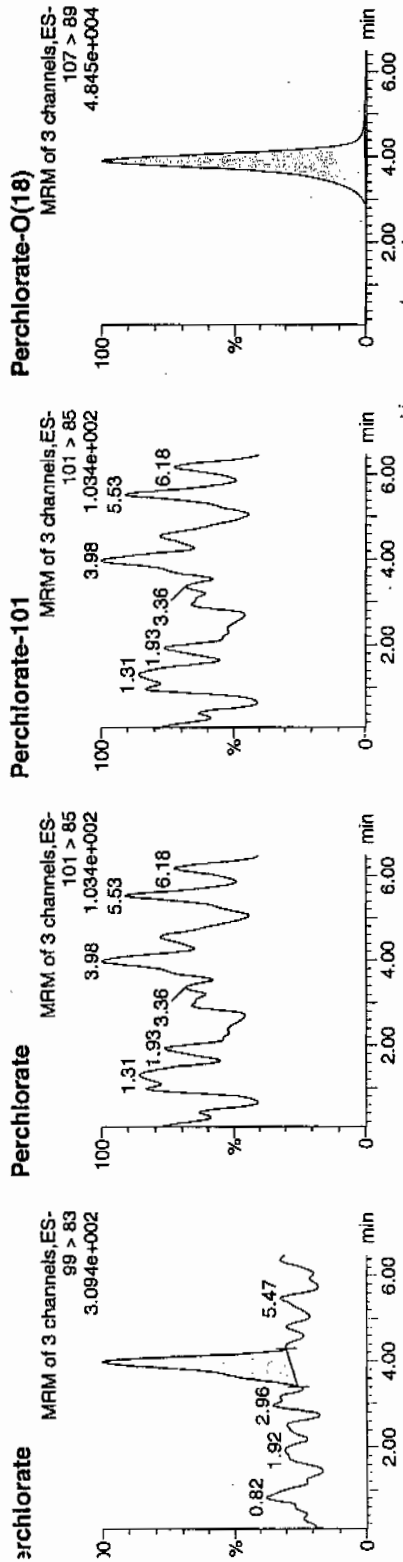 erchlorate
MRM of 3 channels,ES-
99 > 83
3.094e+002
00
%
0
0.82
1.92
2.96
5.47
2.00 4.00 6.00 min
Perchlorate
MRM of 3 channels,ES-
101 > 85
1.034e+002
100
%
0
1.31
1.93
3.36
3.98
5.53
6.18
2.00 4.00 6.00 min
Perchlorate-101
MRM of 3 channels,ES-
101 > 85
1.034e+002
100
%
0
1.31
1.93
3.36
3.98
5.53
6.18
2.00 4.00 6.00 min
Perchlorate-O(18)
MRM of 3 channels,ES-
107 > 89
4.845e+004
100
%
0
2.00 4.00 6.00 min